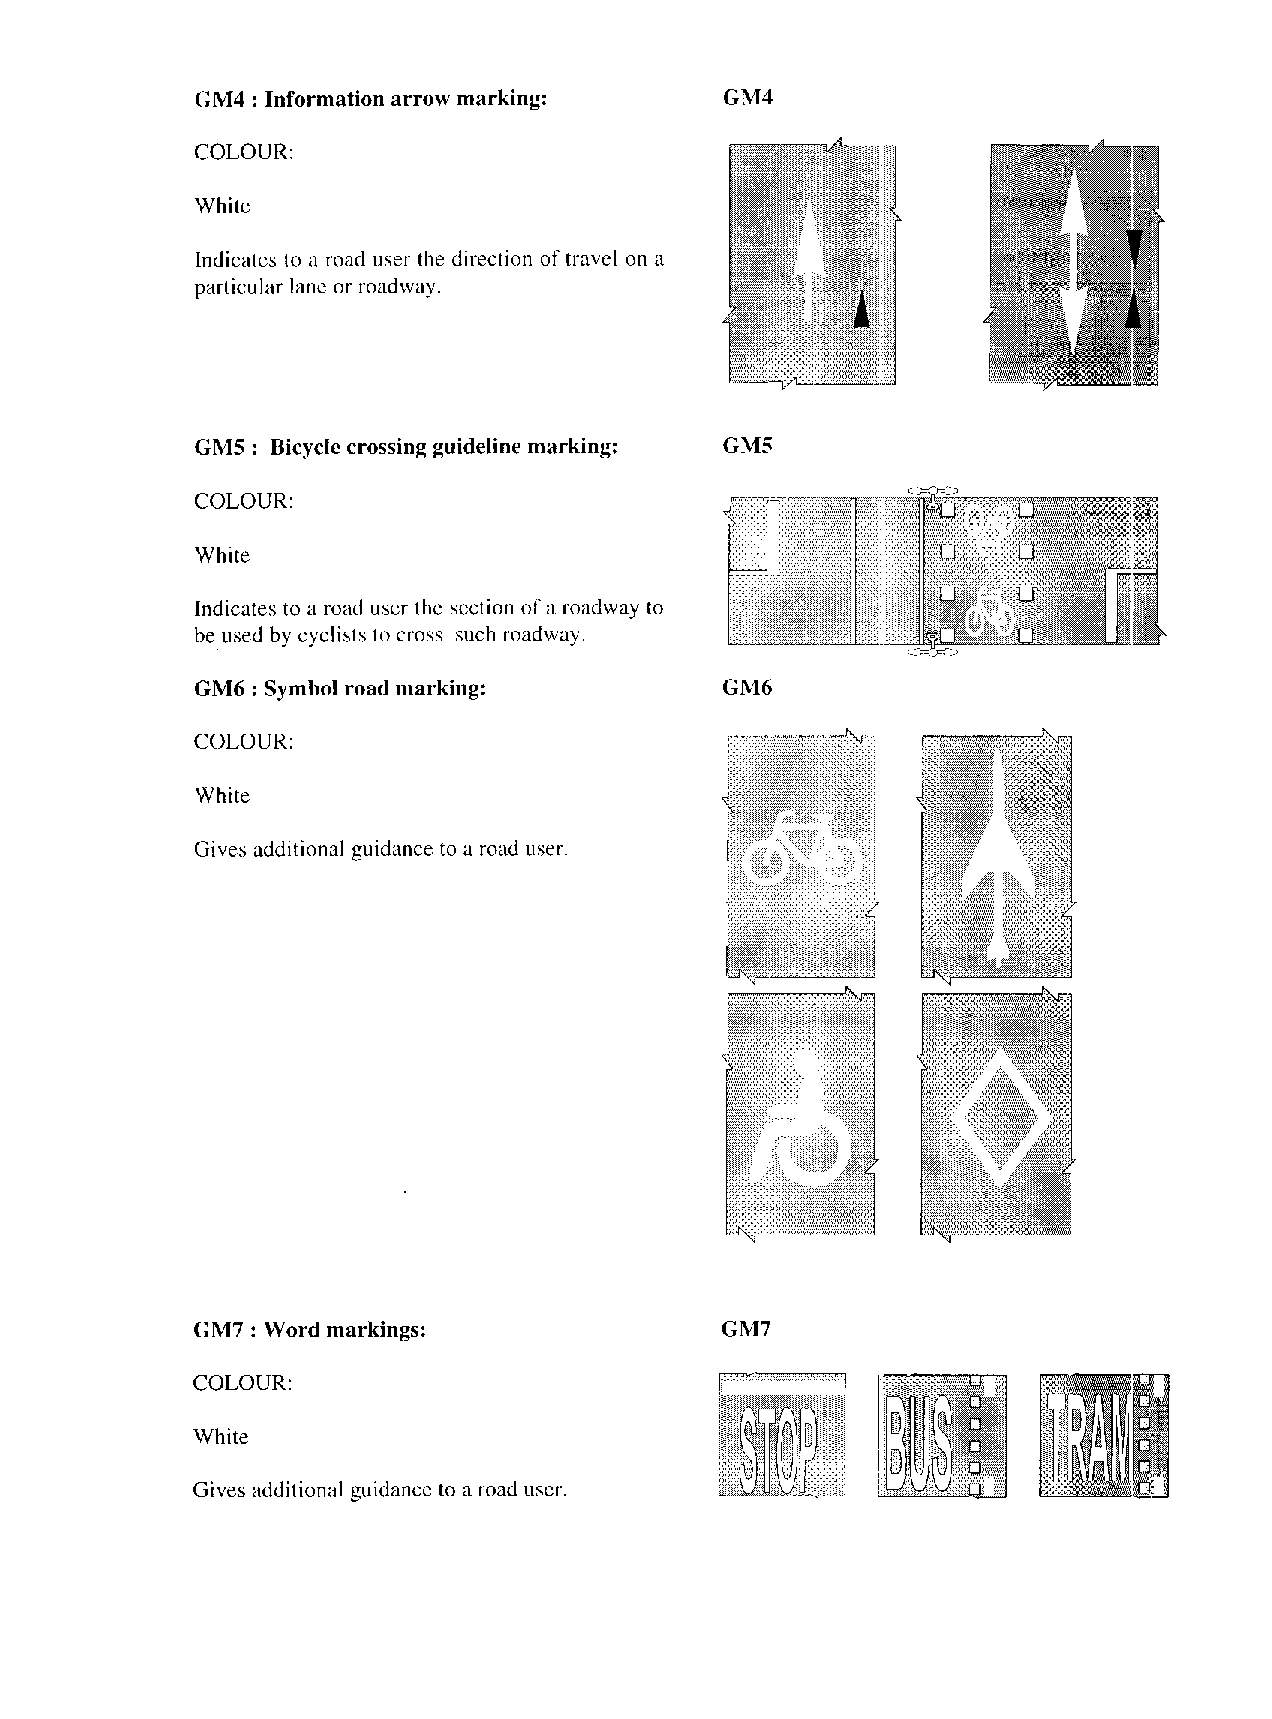 GM4 : Information arrow marking:
GM4
COLOUR:
White
Indicates to a road user the direction of travel on a
particular lane or roadway.
GM5 : Bicycle crossing guideline marking:
GM5
COLOUR:
White
Indicates to a road user the section of a roadway to
be used by cyclists to cross such roadway.
GM6 : Symbol road marking:
GM6
COLOUR:
White
Gives additional guidance to a road user.
GM7 : Word markings:
GM7
COLOUR:
STOP BUS TRAM
White
Gives additional guidance to a road user.